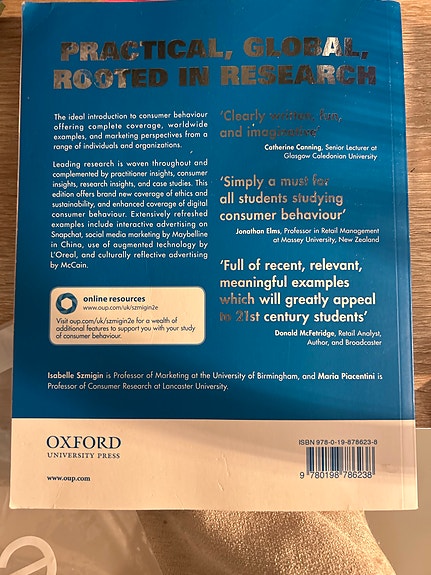 PRACTICAL, GLOBAL,
ROOTED IN RESEARCH
The ideal introduction to consumer behaviour
offering complete coverage, worldwide
examples, and marketing perspectives from a
range of individuals and organizations.
Leading research is woven throughout and
complemented by practitioner insights, consumer
insights, research insights, and case studies. This
edition offers brand new coverage of ethics and
sustainability, and enhanced coverage of digital
consumer behaviour. Extensively refreshed
examples include interactive advertising on
Snapchat, social media marketing by Maybelline
in China, use of augmented technology by
L'Oreal, and culturally reflective advertising
by McCain.
online resources
www.oup.com/uk/szmigin2e
Visit oup.com/uk/szmigin2e for a wealth of
additional features to support you with your study
of consumer behaviour.
'Clearly written, fun,
and imaginative'
Catherine Canning, Senior Lecturer at
Glasgow Caledonian University
'Simply a must for
all students studying
consumer behaviour'
Jonathan Elms, Professor in Retail Management
at Massey University, New Zealand
'Full of recent, relevant,
meaningful examples
which will greatly appeal
to 21st century students'
Donald McFetridge, Retail Analyst,
Author, and Broadcaster
Isabelle Szmigin is Professor of Marketing at the University of Birmingham, and Maria Piacentini is
Professor of Consumer Research at Lancaster University.
OXFORD
UNIVERSITY PRESS
www.oup.com
ISBN 978-0-19-878623-8
9 780198 786238